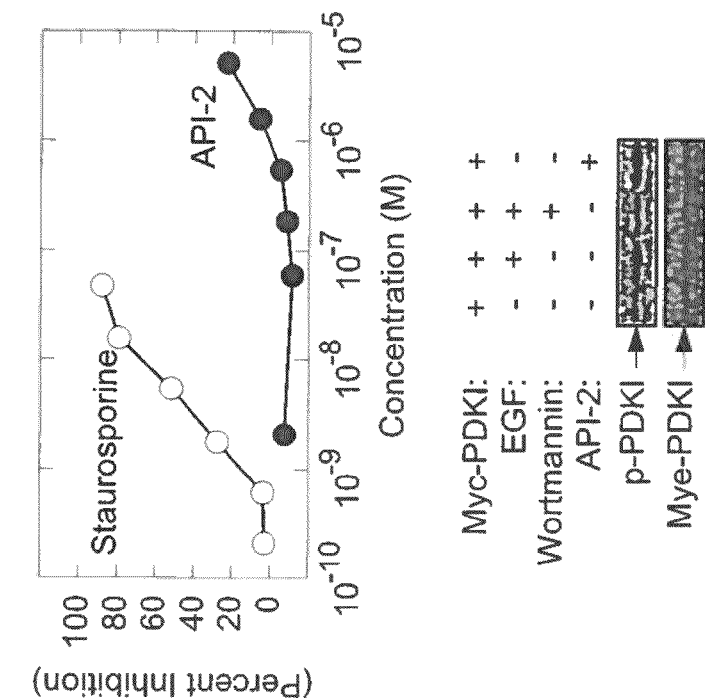 (Percent Inhibition)
100
80
60
40
20
0
Staurosporine
API-2
10-10 10-9 10-8 10-7 10-6 10-5
Concentration (M)
Myc-PDKI: + + + +
EGF: - + + -
Wortmannin: - - + -
API-2: - - - +
p-PDKI
Mye-PDKI